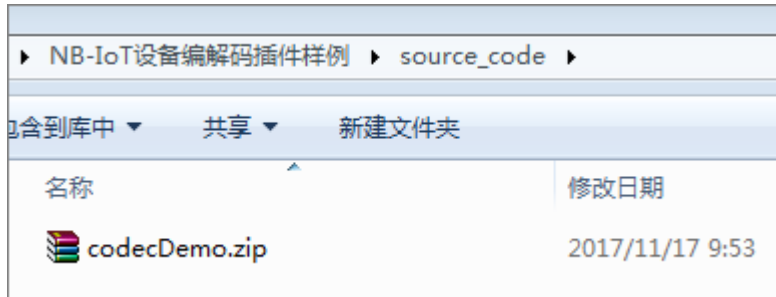 NB-IoT设备编解码插件样例 ▸ source_code ▸
包含到库中 ▼ 共享 ▼ 新建文件夹
名称 修改日期
codecDemo.zip 2017/11/17 9:53